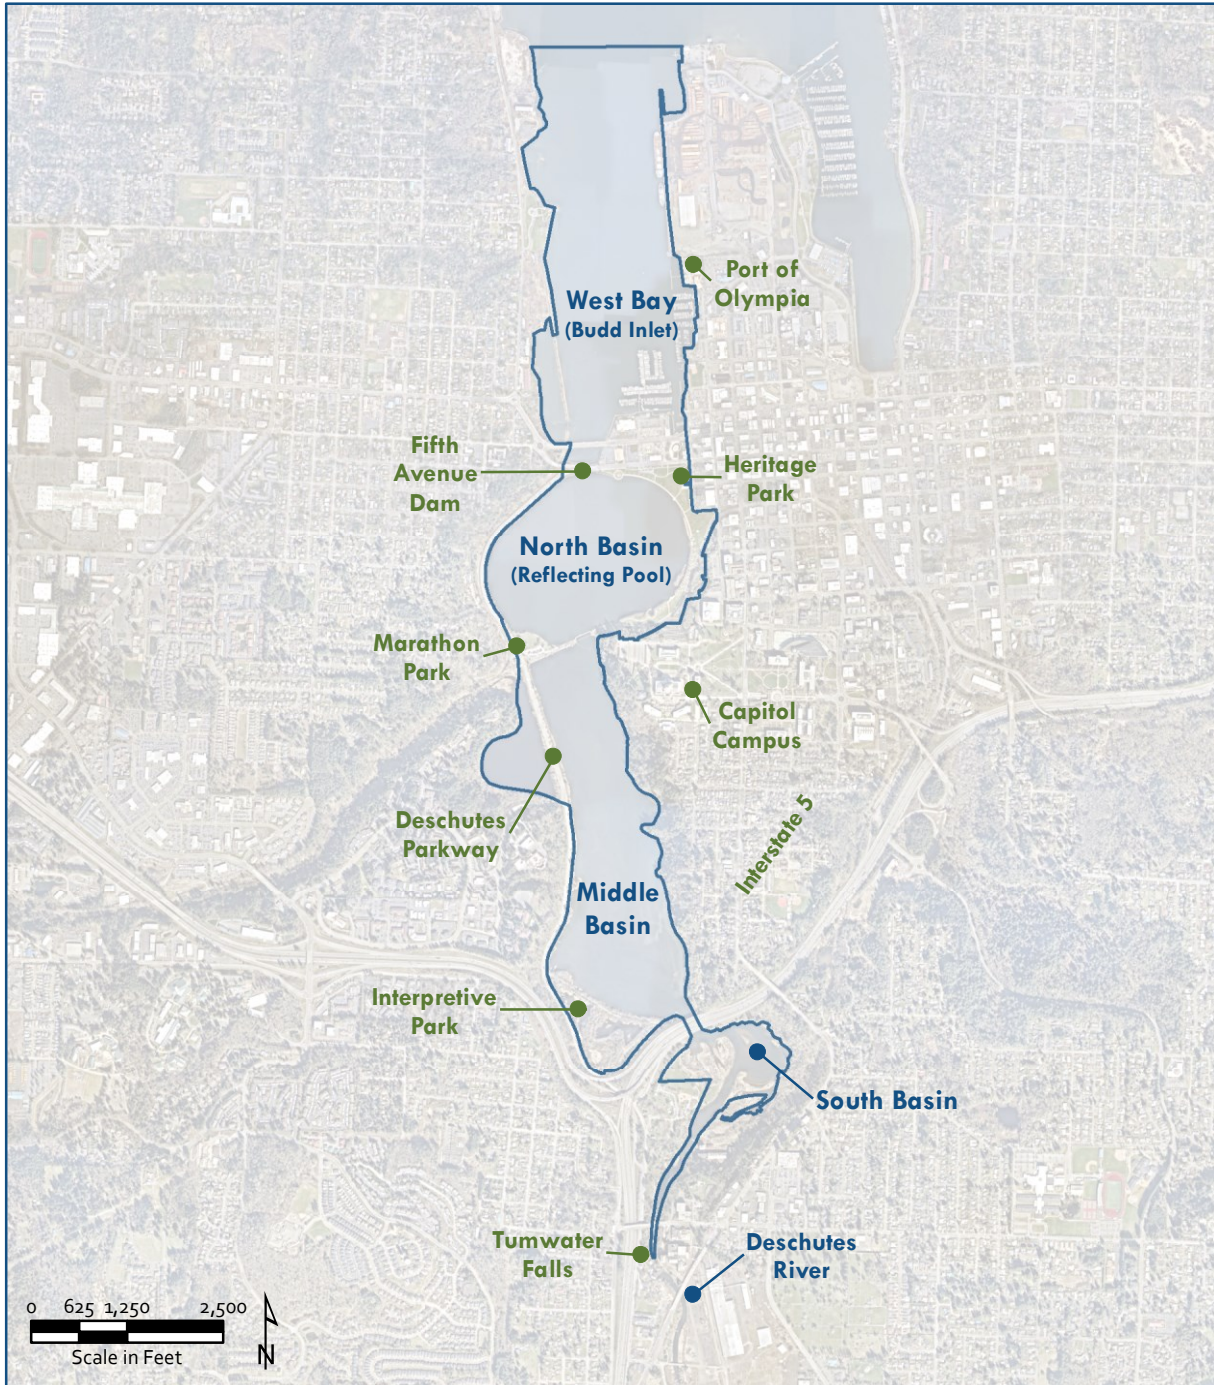 Port of
Olympia
West Bay
(Budd Inlet)
Fifth
Avenue
Dam
Heritage
Park
North Basin
(Reflecting Pool)
Marathon
Park
Capitol
Campus
Deschutes
Parkway
Interstate 5
Middle
Basin
Interpretive
Park
South Basin
Tumwater
Falls
Deschutes
River
0 625 1,250 2,500
Scale in Feet
N